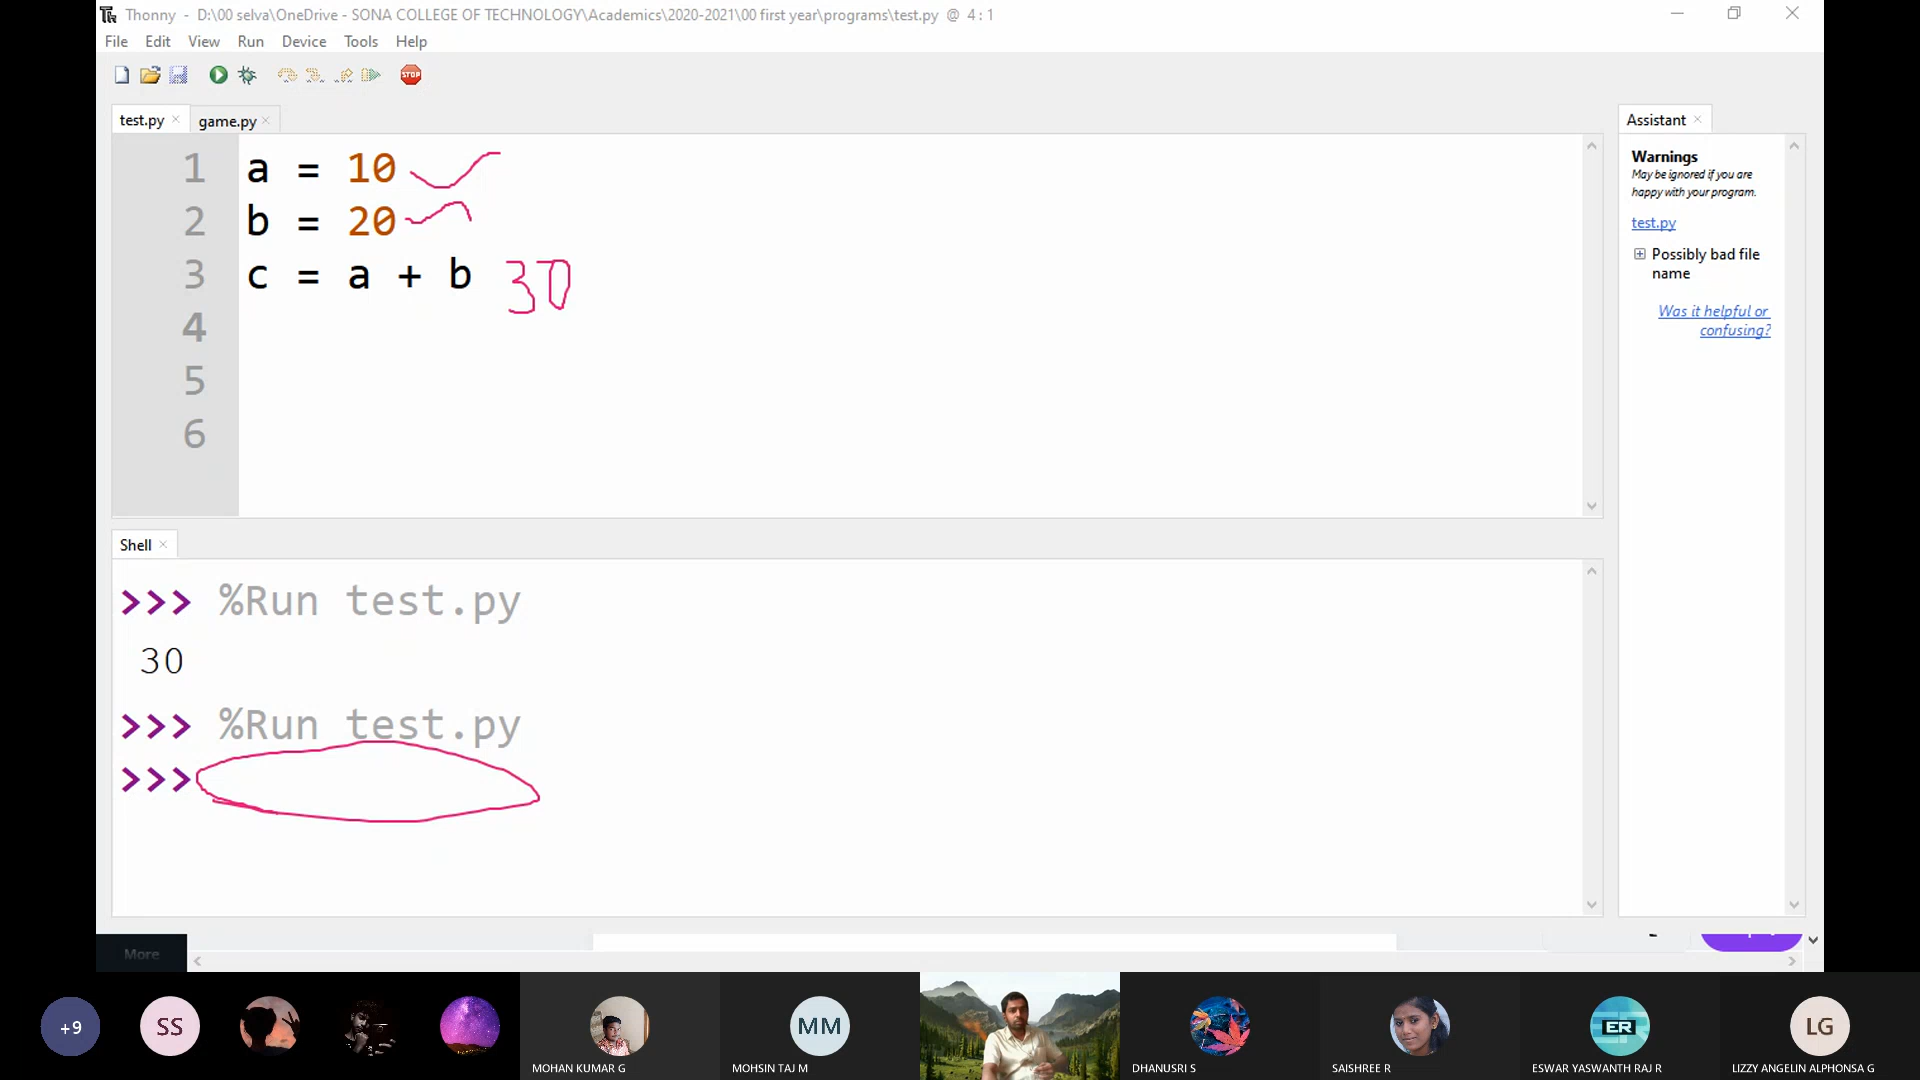 Thonny - D:\00 selva\OneDrive - SONA COLLEGE OF TECHNOLOGY\Academics\2020-2021\00 first year\programs\test.py @ 4 : 1
File Edit View Run Device Tools Help
STOP
test.py × game.py ×
1 a = 10
2 b = 20
3 c = a + b 30
4
5
6
Shell ×
>>> %Run test.py
30
>>> %Run test.py
>>>
Assistant ×
Warnings
May be ignored if you are
happy with your program.
test.py
Possibly bad file
name
Was it helpful or
confusing?
More
+9 SS MM ER LG
MOHAN KUMAR G MOHSIN TAJ M DHANUSRI S SAISHREE R ESWAR YASWANTH RAJ R LIZZY ANGELIN ALPHONSA G